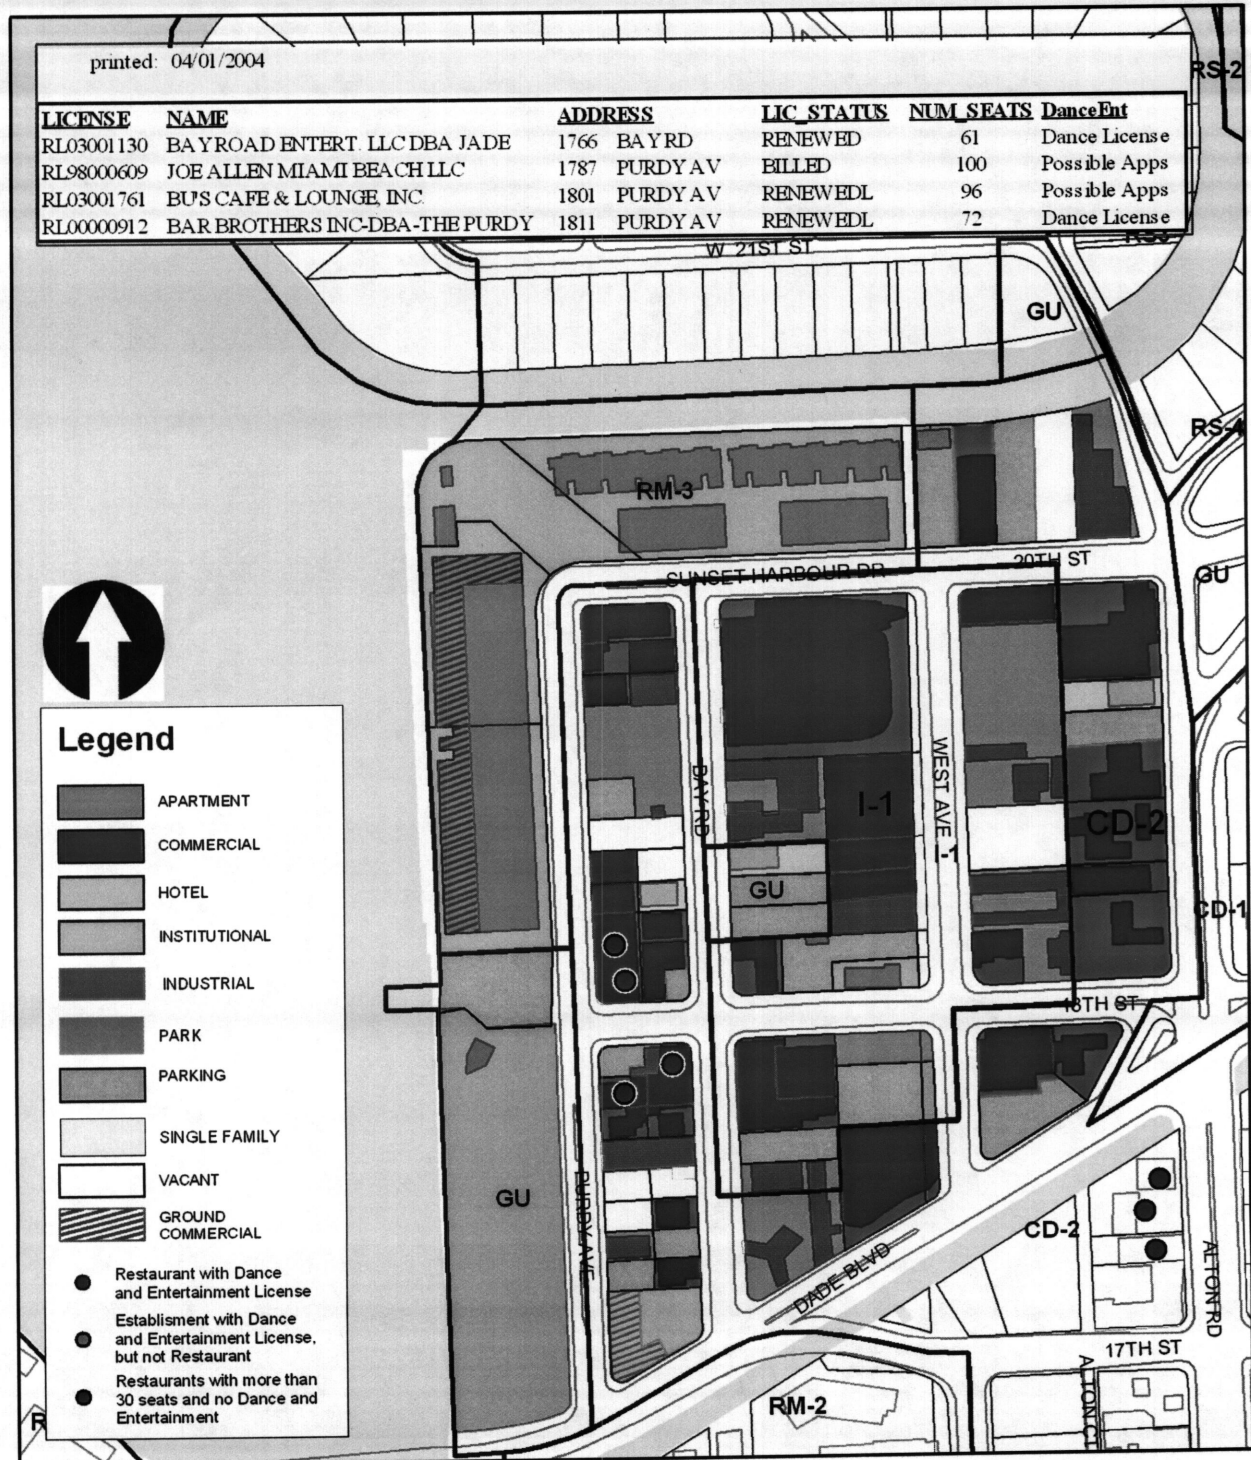 printed: 04/01/2004
LICENSE NAME ADDRESS LIC_STATUS NUM_SEATS DanceEnt
RL03001130 BAY ROAD ENTERT. LLC DBA JADE 1766 BAY RD RENEWED 61 Dance License
RL98000609 JOE ALLEN MIAMI BEACH LLC 1787 PURDY AV BILLED 100 Possible App
RL03001761 BU'S CAFE & LOUNGE, INC. 1801 PURDY AV RENEWEDL 96 Possible App
RL00000912 BAR BROTHERS INC-DBA-THE PURDY 1811 PURDY AV RENEWEDL 72 Dance License
RS-2
W 21ST ST
GU
RS-4
RM-3
20TH ST
SUNSET HARBOUR DR
GU
Legend
APARTMENT
COMMERCIAL
HOTEL
INSTITUTIONAL
INDUSTRIAL
PARK
PARKING
SINGLE FAMILY
VACANT
GROUND
COMMERCIAL
Restaurant with Dance
and Entertainment License
Establisment with Dance
and Entertainment License,
but not Restaurant
Restaurants with more than
30 seats and no Dance and
Entertainment
BAY RD
WEST AVE
I-1
I-1
CD-2
GU
CD-1
18TH ST
GU
PURDY AVE
CD-2
DADE BLVD
ALTON RD
17TH ST
ALTON CT
RM-2